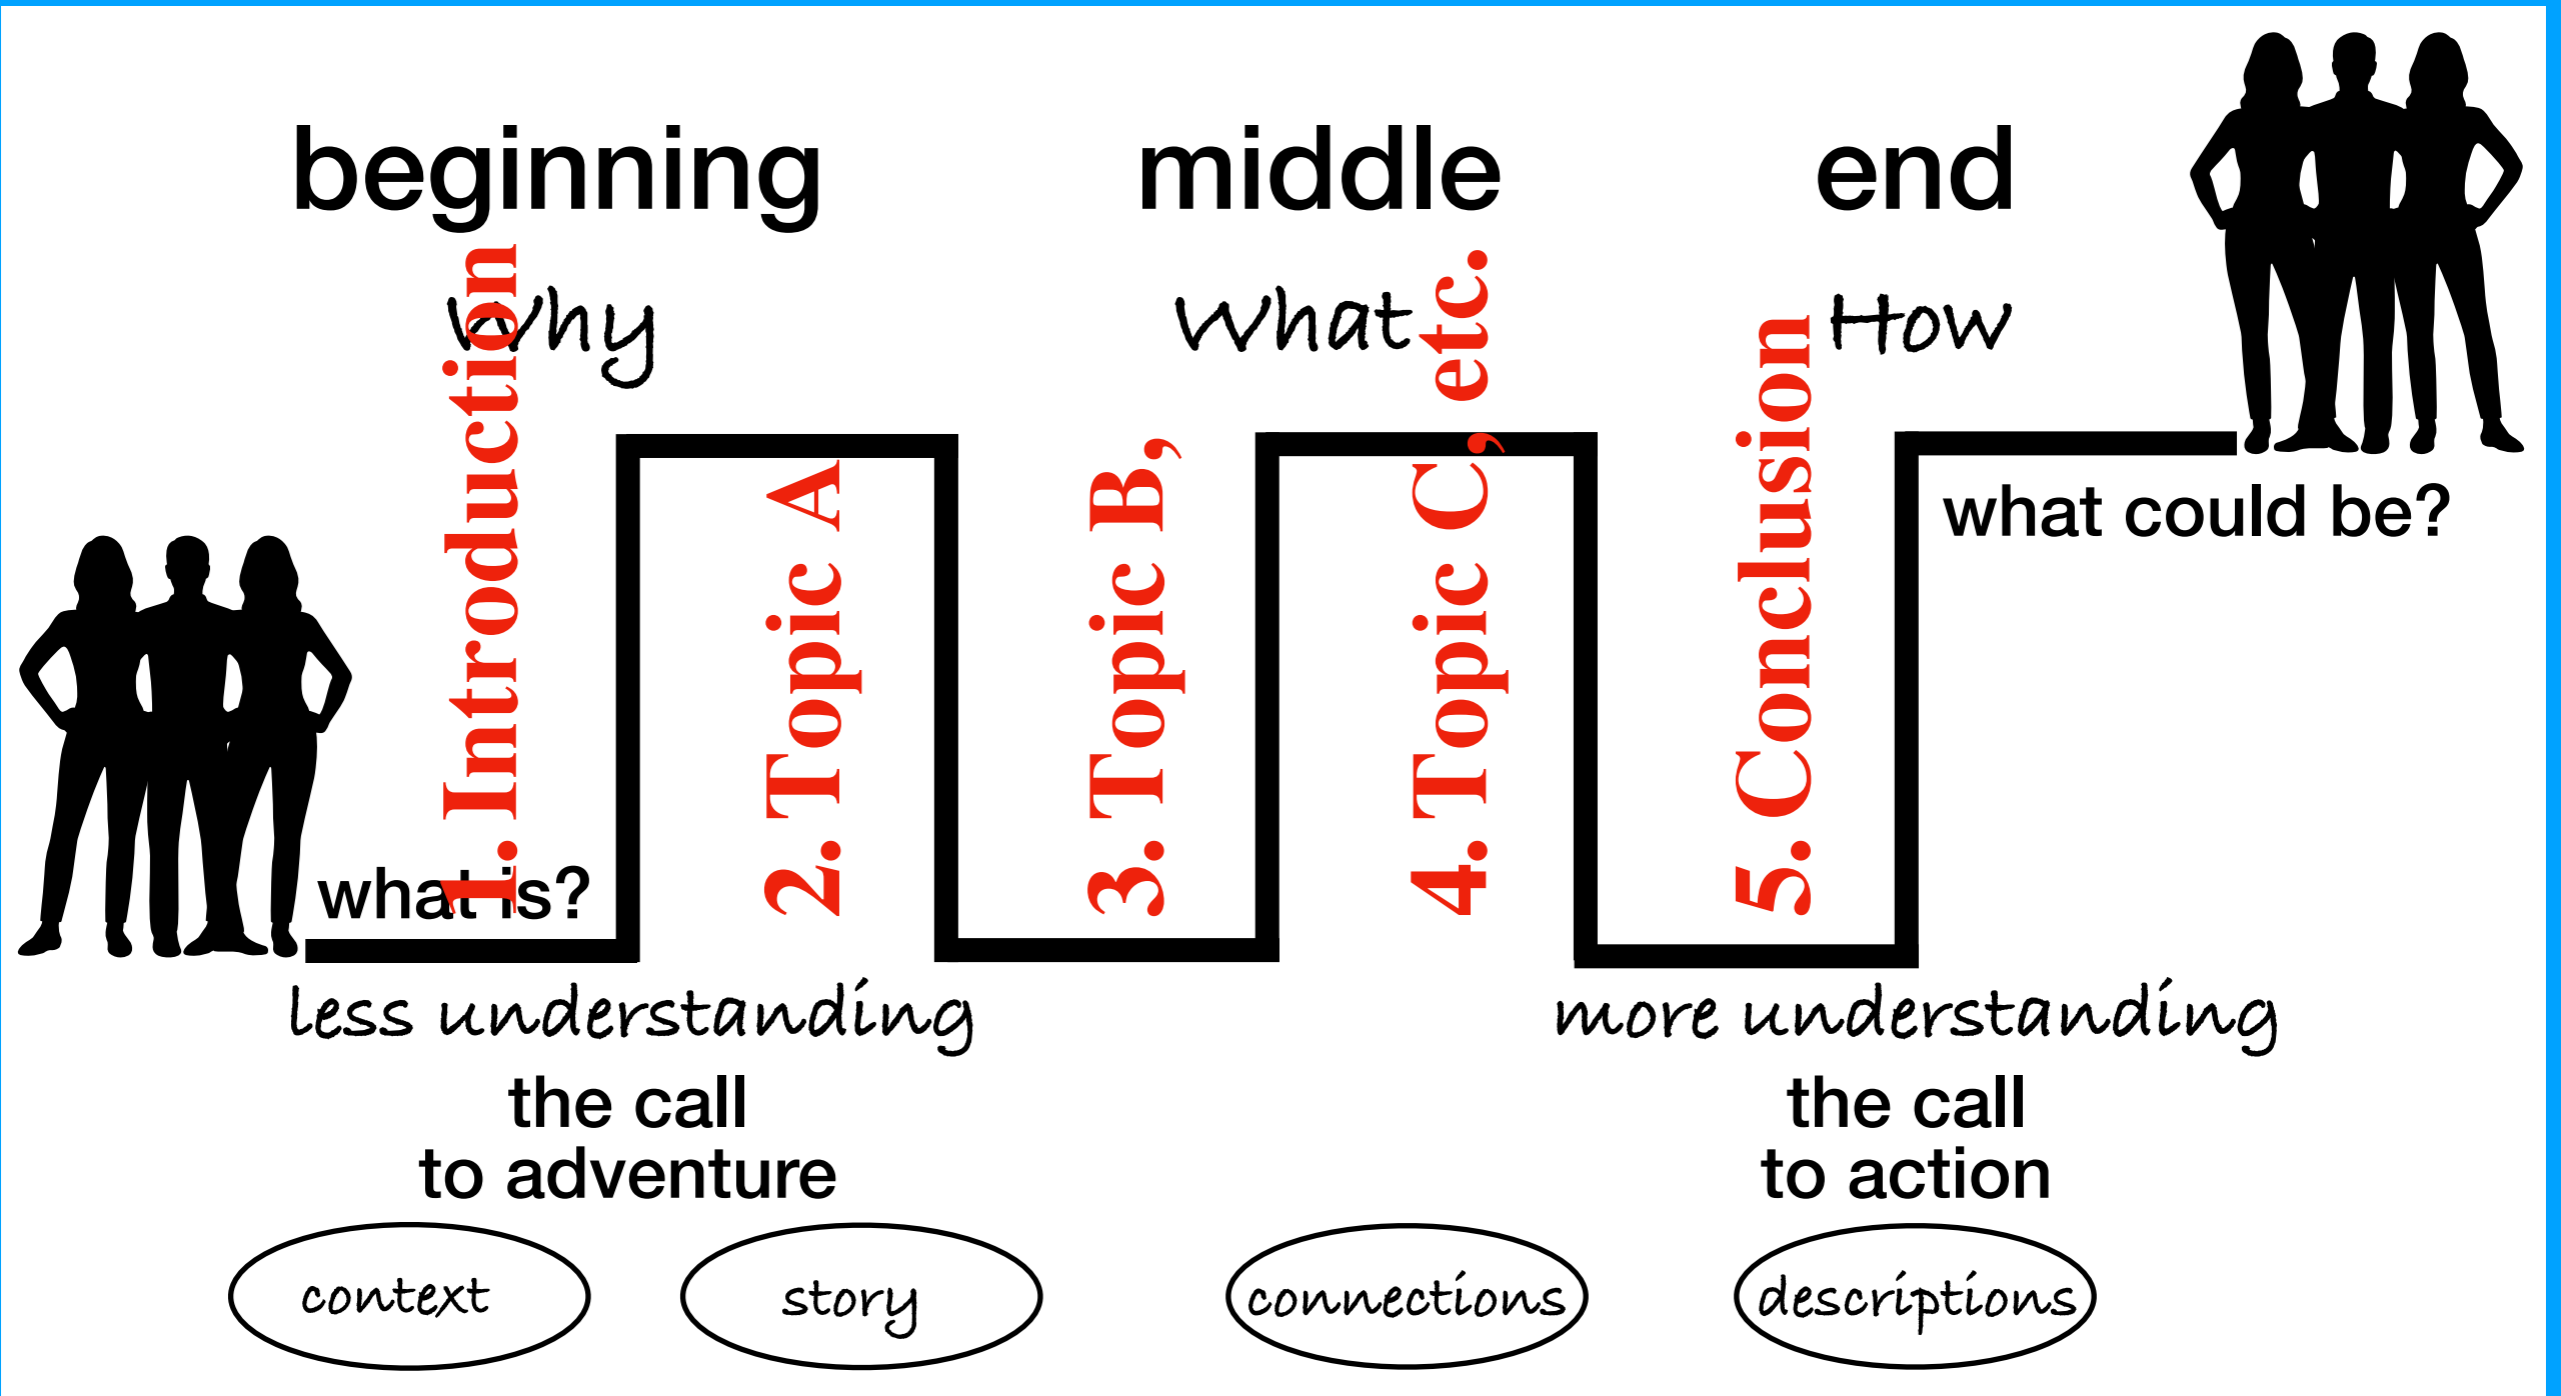 beginning
middle
end
Why
What
How
1. Introduction
2. Topic A
3. Topic B,
4. Topic C, etc.
5. Conclusion
what is?
what could be?
less understanding
more understanding
the call
to adventure
the call
to action
context
story
connections
descriptions